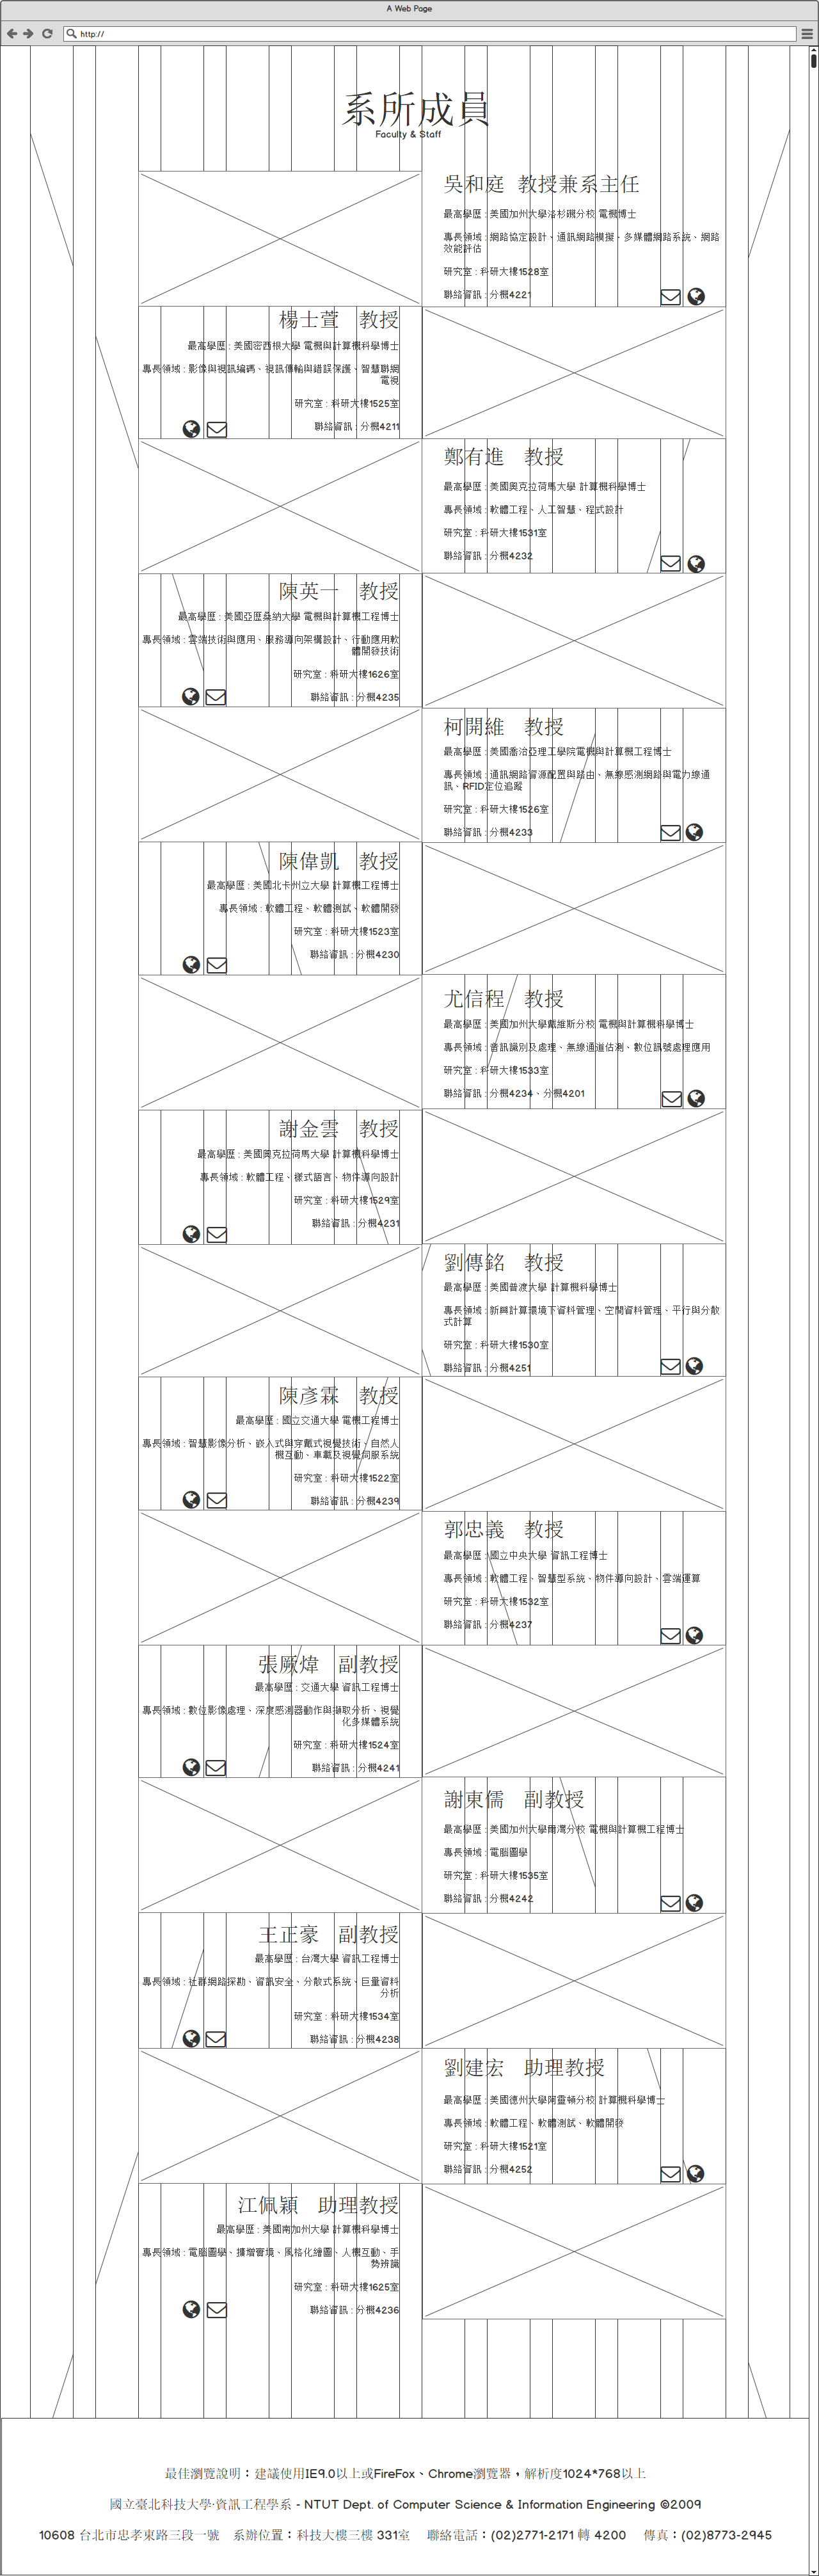 A Web Page
http://
系所成員
Faculty & Staff
吳和庭 教授兼系主任
最高學歷 : 美國加州大學洛杉磯分校 電機博士
專長領域 : 網路協定設計、通訊網路模擬、多媒體網路系統、網路
效能評估
研究室 : 科研大樓1528室
聯絡資訊 : 分機4221
楊士萱 教授
最高學歷 : 美國密西根大學 電機與計算機科學博士
專長領域 : 影像與視訊編碼、視訊傳輸與錯誤保護、智慧聯網
電視
研究室 : 科研大樓1525室
聯絡資訊 : 分機4211
鄭有進 教授
最高學歷 : 美國奧克拉荷馬大學 計算機科學博士
專長領域 : 軟體工程、人工智慧、程式設計
研究室 : 科研大樓1531室
聯絡資訊 : 分機4232
陳英一 教授
最高學歷 : 美國亞歷桑納大學 電機與計算機工程博士
專長領域 : 雲端技術與應用、服務導向架構設計、行動應用軟
體開發技術
研究室 : 科研大樓1626室
聯絡資訊 : 分機4235
柯開維 教授
最高學歷 : 美國喬治亞理工學院電機與計算機工程博士
專長領域 : 通訊網路資源配置與路由、無線感測網路與電力線通
訊、RFID定位追蹤
研究室 : 科研大樓1526室
聯絡資訊 : 分機4233
陳偉凱 教授
最高學歷 : 美國北卡州立大學 計算機工程博士
專長領域 : 軟體工程、軟體測試、軟體開發
研究室 : 科研大樓1523室
聯絡資訊 : 分機4230
尤信程 教授
最高學歷 : 美國加州大學戴維斯分校 電機與計算機科學博士
專長領域 : 音訊識別及處理、無線通道估測、數位訊號處理應用
研究室 : 科研大樓1533室
聯絡資訊 : 分機4234、分機4201
謝金雲 教授
最高學歷 : 美國奧克拉荷馬大學 計算機科學博士
專長領域 : 軟體工程、樣式語言、物件導向設計
研究室 : 科研大樓1529室
聯絡資訊 : 分機4231
劉傳銘 教授
最高學歷 : 美國普渡大學 計算機科學博士
專長領域 : 新興計算環境下資料管理、空間資料管理、平行與分散
式計算
研究室 : 科研大樓1530室
聯絡資訊 : 分機4251
陳彥霖 教授
最高學歷 : 國立交通大學 電機工程博士
專長領域 : 智慧影像分析、嵌入式與穿戴式視覺技術、自然人
機互動、車載及視覺伺服系統
研究室 : 科研大樓1522室
聯絡資訊 : 分機4239
郭忠義 教授
最高學歷 : 國立中央大學 資訊工程博士
專長領域 : 軟體工程、智慧型系統、物件導向設計、雲端運算
研究室 : 科研大樓1532室
聯絡資訊 : 分機4237
張厥煒 副教授
最高學歷 : 交通大學 資訊工程博士
專長領域 : 數位影像處理、深度感測器動作與擷取分析、視覺
化多媒體系統
研究室 : 科研大樓1524室
聯絡資訊 : 分機4241
謝東儒 副教授
最高學歷 : 美國加州大學爾灣分校 電機與計算機工程博士
專長領域 : 電腦圖學
研究室 : 科研大樓1535室
聯絡資訊 : 分機4242
王正豪 副教授
最高學歷 : 台灣大學 資訊工程博士
專長領域 : 社群網路探勘、資訊安全、分散式系統、巨量資料
分析
研究室 : 科研大樓1534室
聯絡資訊 : 分機4238
劉建宏 助理教授
最高學歷 : 美國德州大學阿靈頓分校 計算機科學博士
專長領域 : 軟體工程、軟體測試、軟體開發
研究室 : 科研大樓1521室
聯絡資訊 : 分機4252
江佩穎 助理教授
最高學歷 : 美國南加州大學 計算機科學博士
專長領域 : 電腦圖學、擴增實境、風格化繪圖、人機互動、手
勢辨識
研究室 : 科研大樓1625室
聯絡資訊 : 分機4236
最佳瀏覽說明：建議使用IE9.0以上或FireFox、Chrome瀏覽器，解析度1024*768以上
國立臺北科技大學·資訊工程學系 - NTUT Dept. of Computer Science & Information Engineering ©2009
10608 台北市忠孝東路三段一號 系辦位置：科技大樓三樓 331室 聯絡電話：(02)2771-2171 轉 4200 傳真：(02)8773-2945